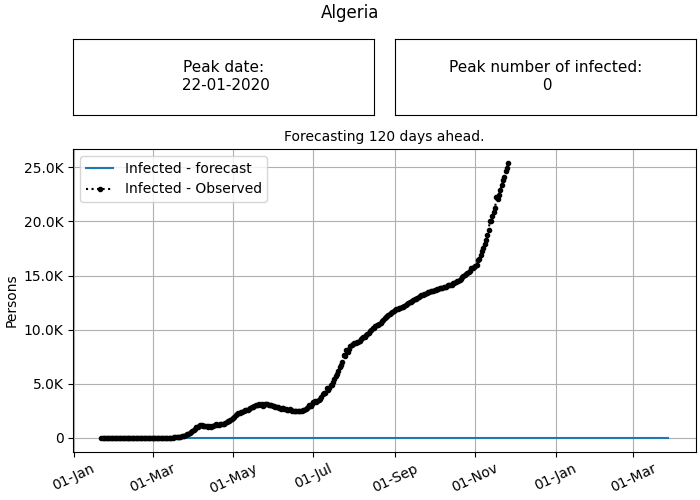 Algeria
Peak date:
22-01-2020
Peak number of infected:
0
Forecasting 120 days ahead.
Infected - forecast
Infected - Observed
Persons
25.0K
20.0K
15.0K
10.0K
5.0K
0
01-Jan
01-Mar
01-May
01-Jul
01-Sep
01-Nov
01-Jan
01-Mar